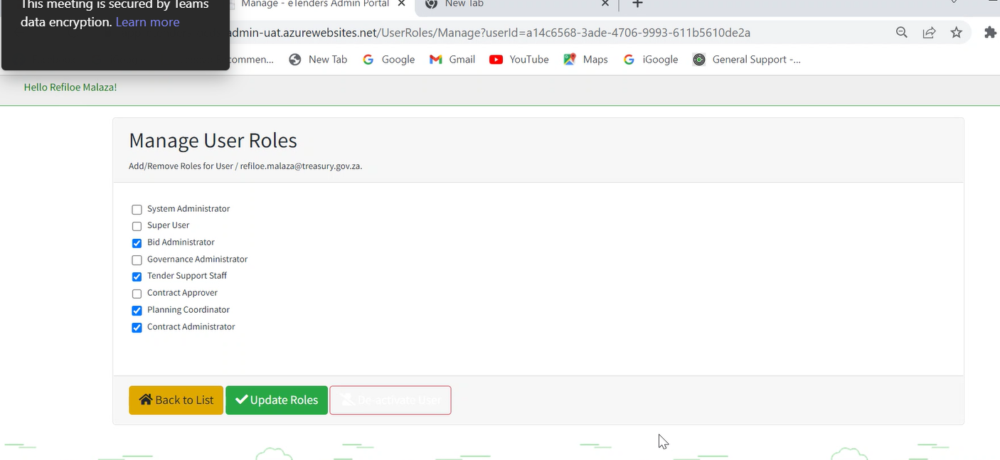 This meeting is secured by Teams
data encryption. Learn more
Manage - eTenders Admin Portal
New Tab
admin-uat.azurewebsites.net/UserRoles/Manage?userId=a14c6568-3ade-4706-9993-611b5610de2a
commen... New Tab Google Gmail YouTube Maps iGoogle General Support -...
Hello Refiloe Malaza!
Manage User Roles
Add/Remove Roles for User / refiloe.malaza@treasury.gov.za.
System Administrator
Super User
Bid Administrator
Governance Administrator
Tender Support Staff
Contract Approver
Planning Coordinator
Contract Administrator
Back to List Update Roles De-activate User